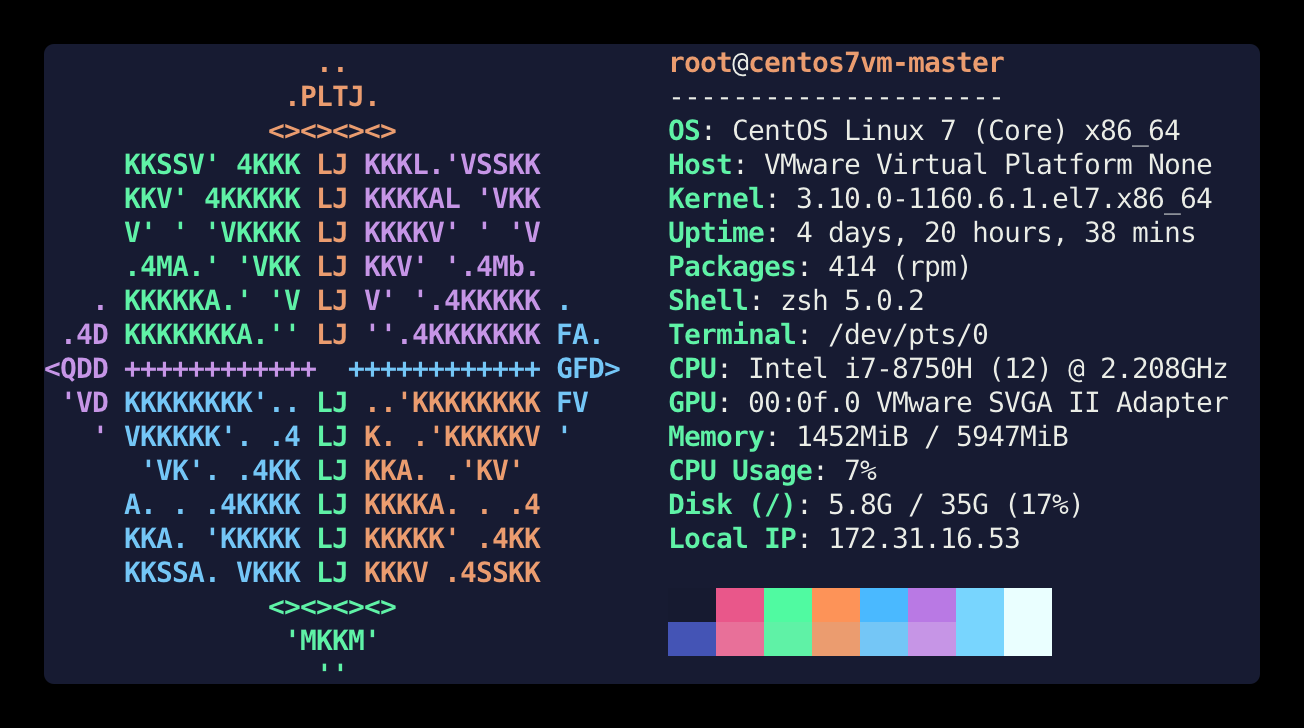 ..
.PLTJ.
<><><><>
KKSSV' 4KKK LJ KKKL.'VSSKK
KKV' 4KKKKK LJ KKKKAL 'VKK
V' ' 'VKKKK LJ KKKKV' ' 'V
.4MA.' 'VKK LJ KKV' '.4Mb.
. KKKKKA.' 'V LJ V' '.4KKKKK .
.4D KKKKKKKA.'' LJ ''.4KKKKKKK FA.
<QDD ++++++++++++ ++++++++++++ GFD>
'VD KKKKKKKK'.. LJ ..'KKKKKKKK FV
' VKKKKK'. .4 LJ K. .'KKKKKV '
'VK'. .4KK LJ KKA. .'KV'
A. . .4KKKK LJ KKKKA. . .4
KKA. 'KKKKK LJ KKKKK' .4KK
KKSSA. VKKK LJ KKKV .4SSKK
<><><><>
'MKKM'
''
root@centos7vm-master
---------------------
OS: CentOS Linux 7 (Core) x86_64
Host: VMware Virtual Platform None
Kernel: 3.10.0-1160.6.1.el7.x86_64
Uptime: 4 days, 20 hours, 38 mins
Packages: 414 (rpm)
Shell: zsh 5.0.2
Terminal: /dev/pts/0
CPU: Intel i7-8750H (12) @ 2.208GHz
GPU: 00:0f.0 VMware SVGA II Adapter
Memory: 1452MiB / 5947MiB
CPU Usage: 7%
Disk (/): 5.8G / 35G (17%)
Local IP: 172.31.16.53